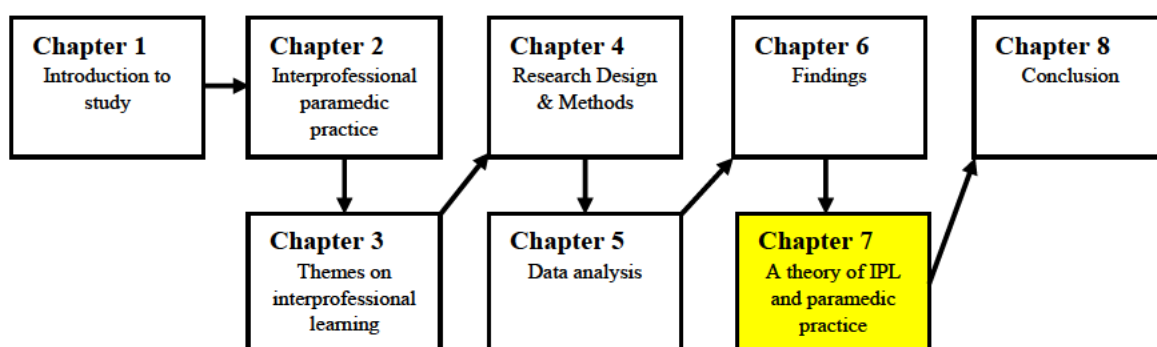 Chapter 1
Introduction to
study
Chapter 2
Interprofessional
paramedic
practice
Chapter 3
Themes on
interprofessional
learning
Chapter 4
Research Design
& Methods
Chapter 5
Data analysis
Chapter 6
Findings
Chapter 7
A theory of IPL
and paramedic
practice
Chapter 8
Conclusion